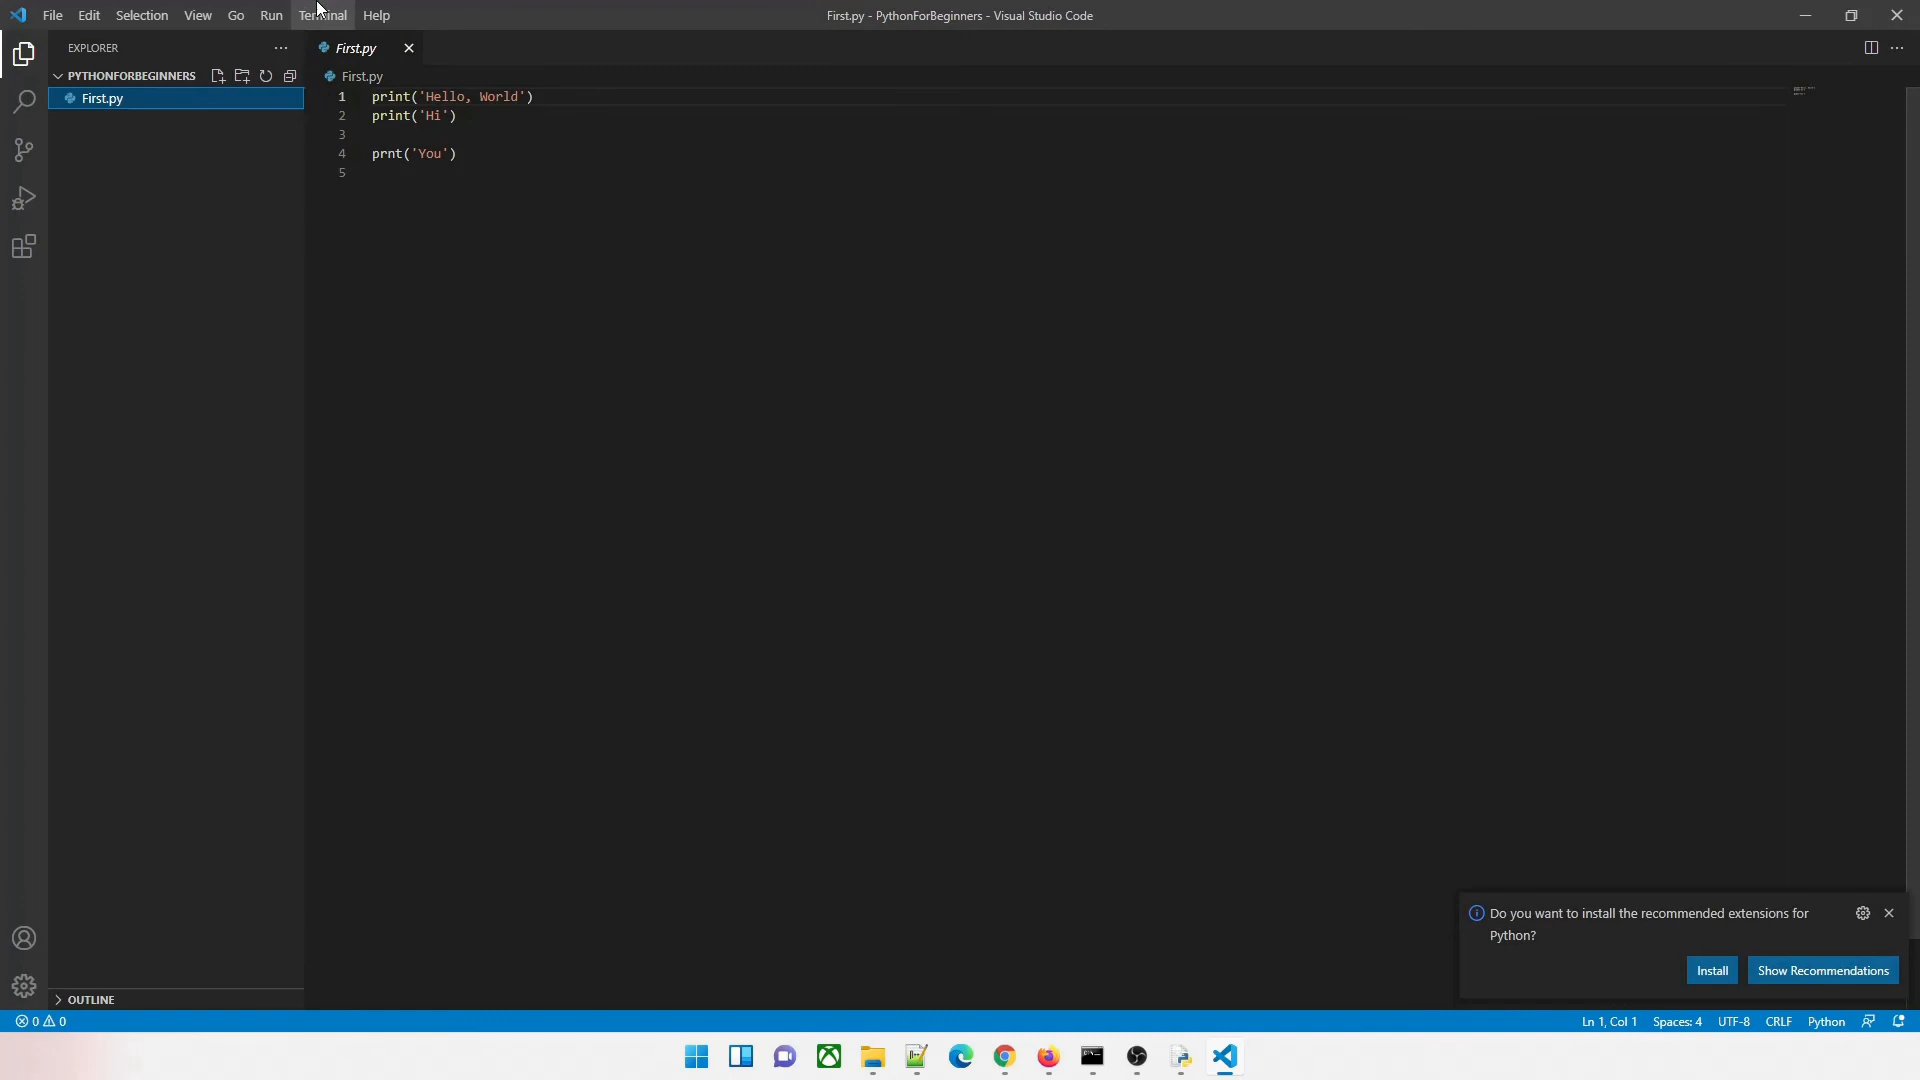 File Edit Selection View Go Run Terminal Help
First.py - PythonForBeginners - Visual Studio Code
EXPLORER
PYTHONFORBEGINNERS
First.py
OUTLINE
First.py
First.py
1 print('Hello, World')
2 print('Hi')
3
4 prnt('You')
5
Do you want to install the recommended extensions for
Python?
Install Show Recommendations
0 0 Ln 1, Col 1 Spaces: 4 UTF-8 CRLF Python